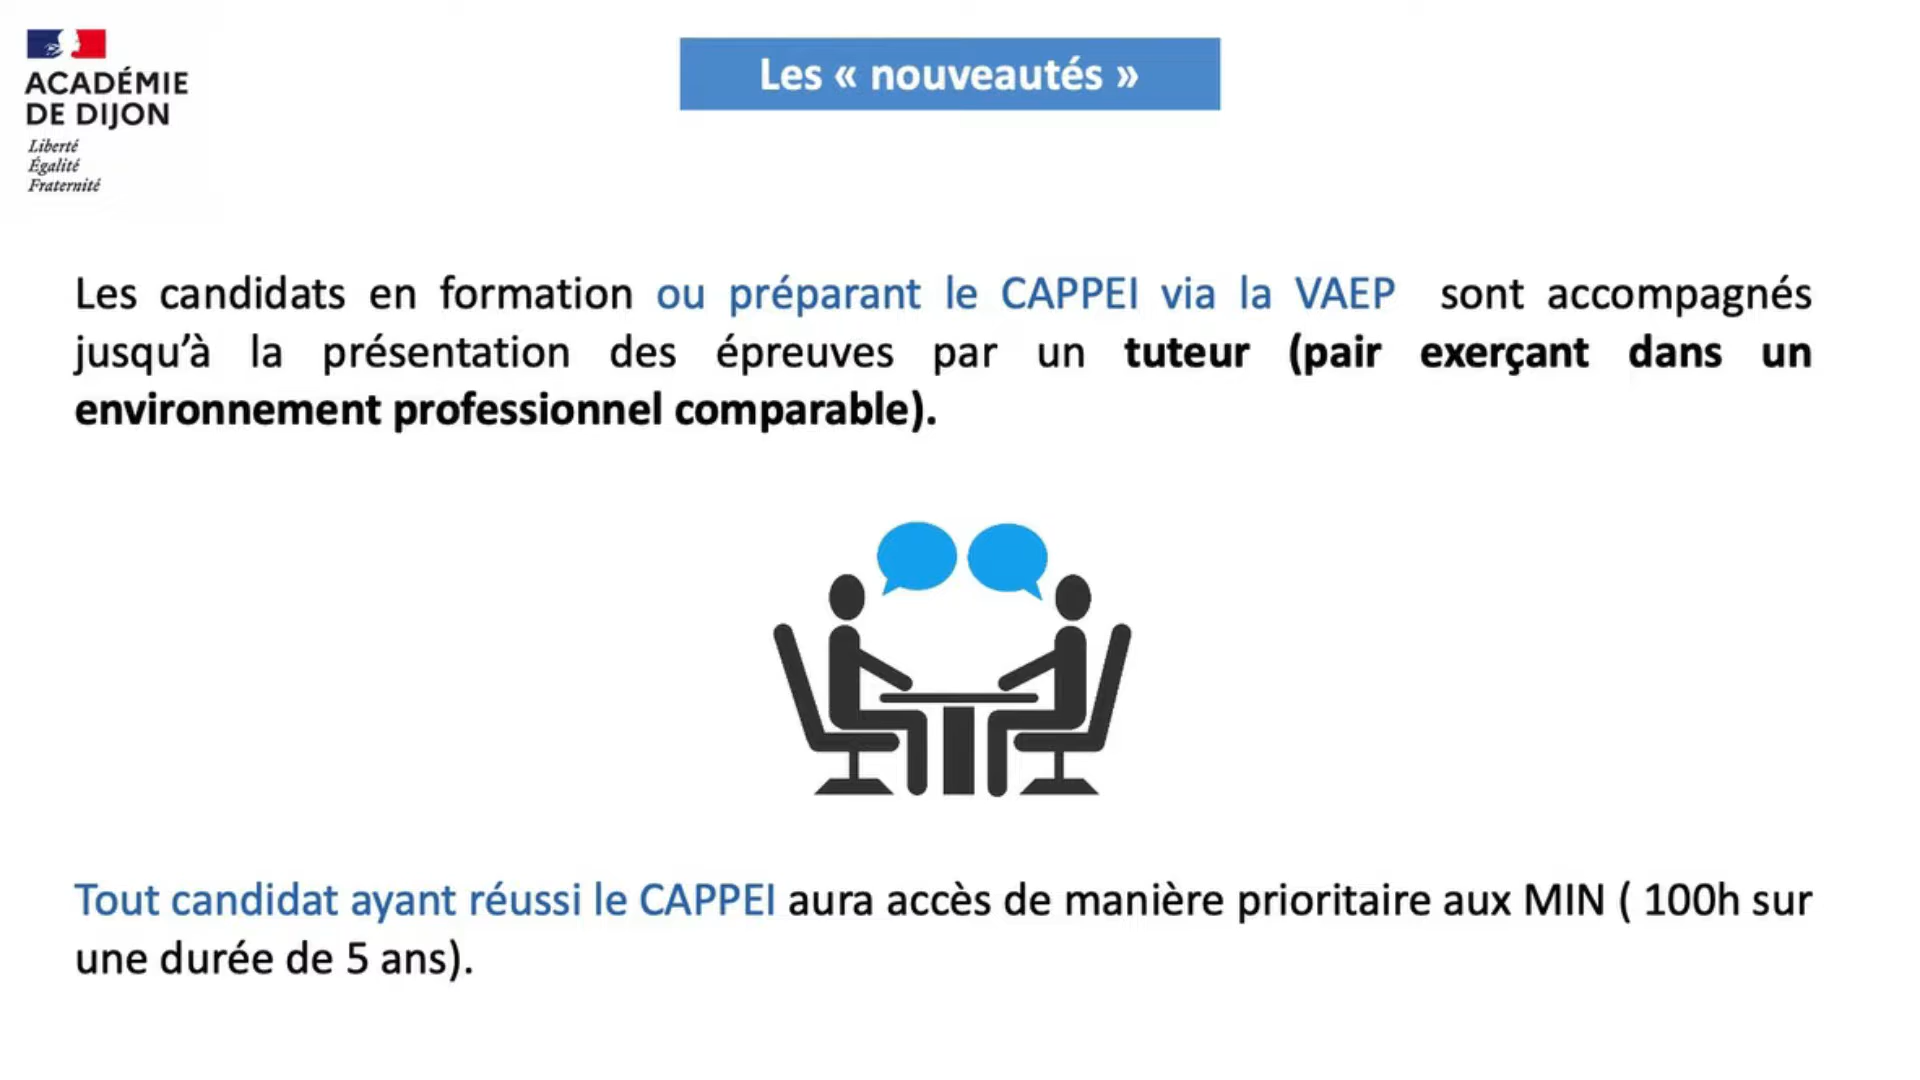 ACADÉMIE
DE DIJON
Liberté
Égalité
Fraternité
Les « nouveautés »
Les candidats en formation ou préparant le CAPPEI via la VAEP sont accompagnés
jusqu’à la présentation des épreuves par un tuteur (pair exerçant dans un
environnement professionnel comparable).
Tout candidat ayant réussi le CAPPEI aura accès de manière prioritaire aux MIN ( 100h sur
une durée de 5 ans).